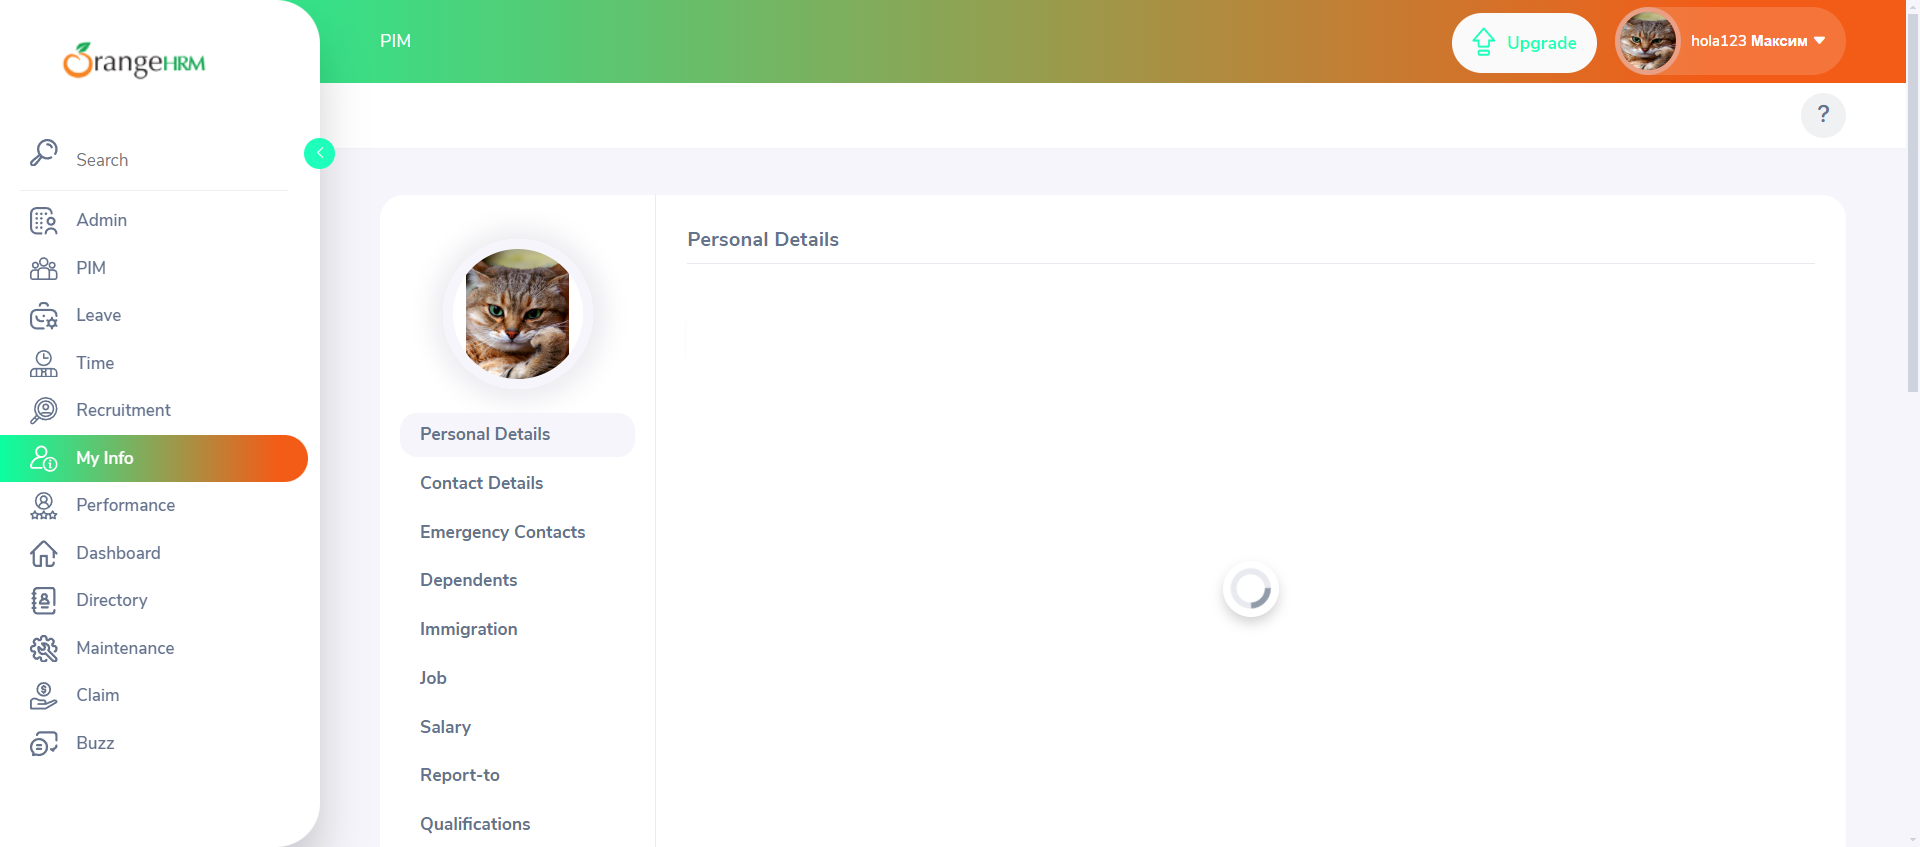 OrangeHRM
Search
Admin
PIM
Leave
Time
Recruitment
My Info
Performance
Dashboard
Directory
Maintenance
Claim
Buzz
PIM
Upgrade
hola123 Максим
?
Personal Details
Contact Details
Emergency Contacts
Dependents
Immigration
Job
Salary
Report-to
Qualifications
Personal Details